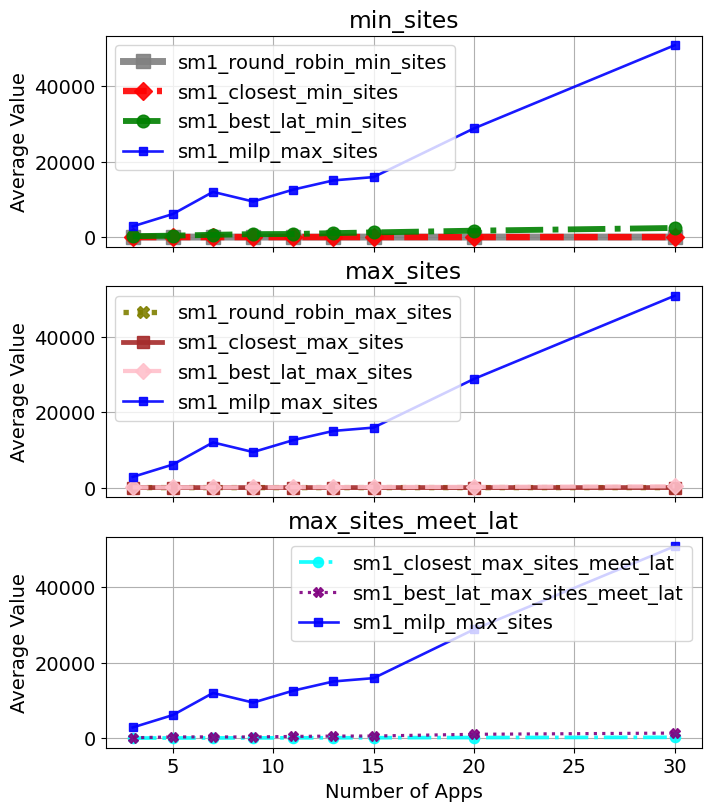 min_sites
40000
20000
0
Average Value
sm1_round_robin_min_sites
sm1_closest_min_sites
sm1_best_lat_min_sites
sm1_milp_max_sites
max_sites
40000
20000
0
Average Value
sm1_round_robin_max_sites
sm1_closest_max_sites
sm1_best_lat_max_sites
sm1_milp_max_sites
max_sites_meet_lat
40000
20000
0
Average Value
sm1_closest_max_sites_meet_lat
sm1_best_lat_max_sites_meet_lat
sm1_milp_max_sites
5 10 15 20 25 30
Number of Apps